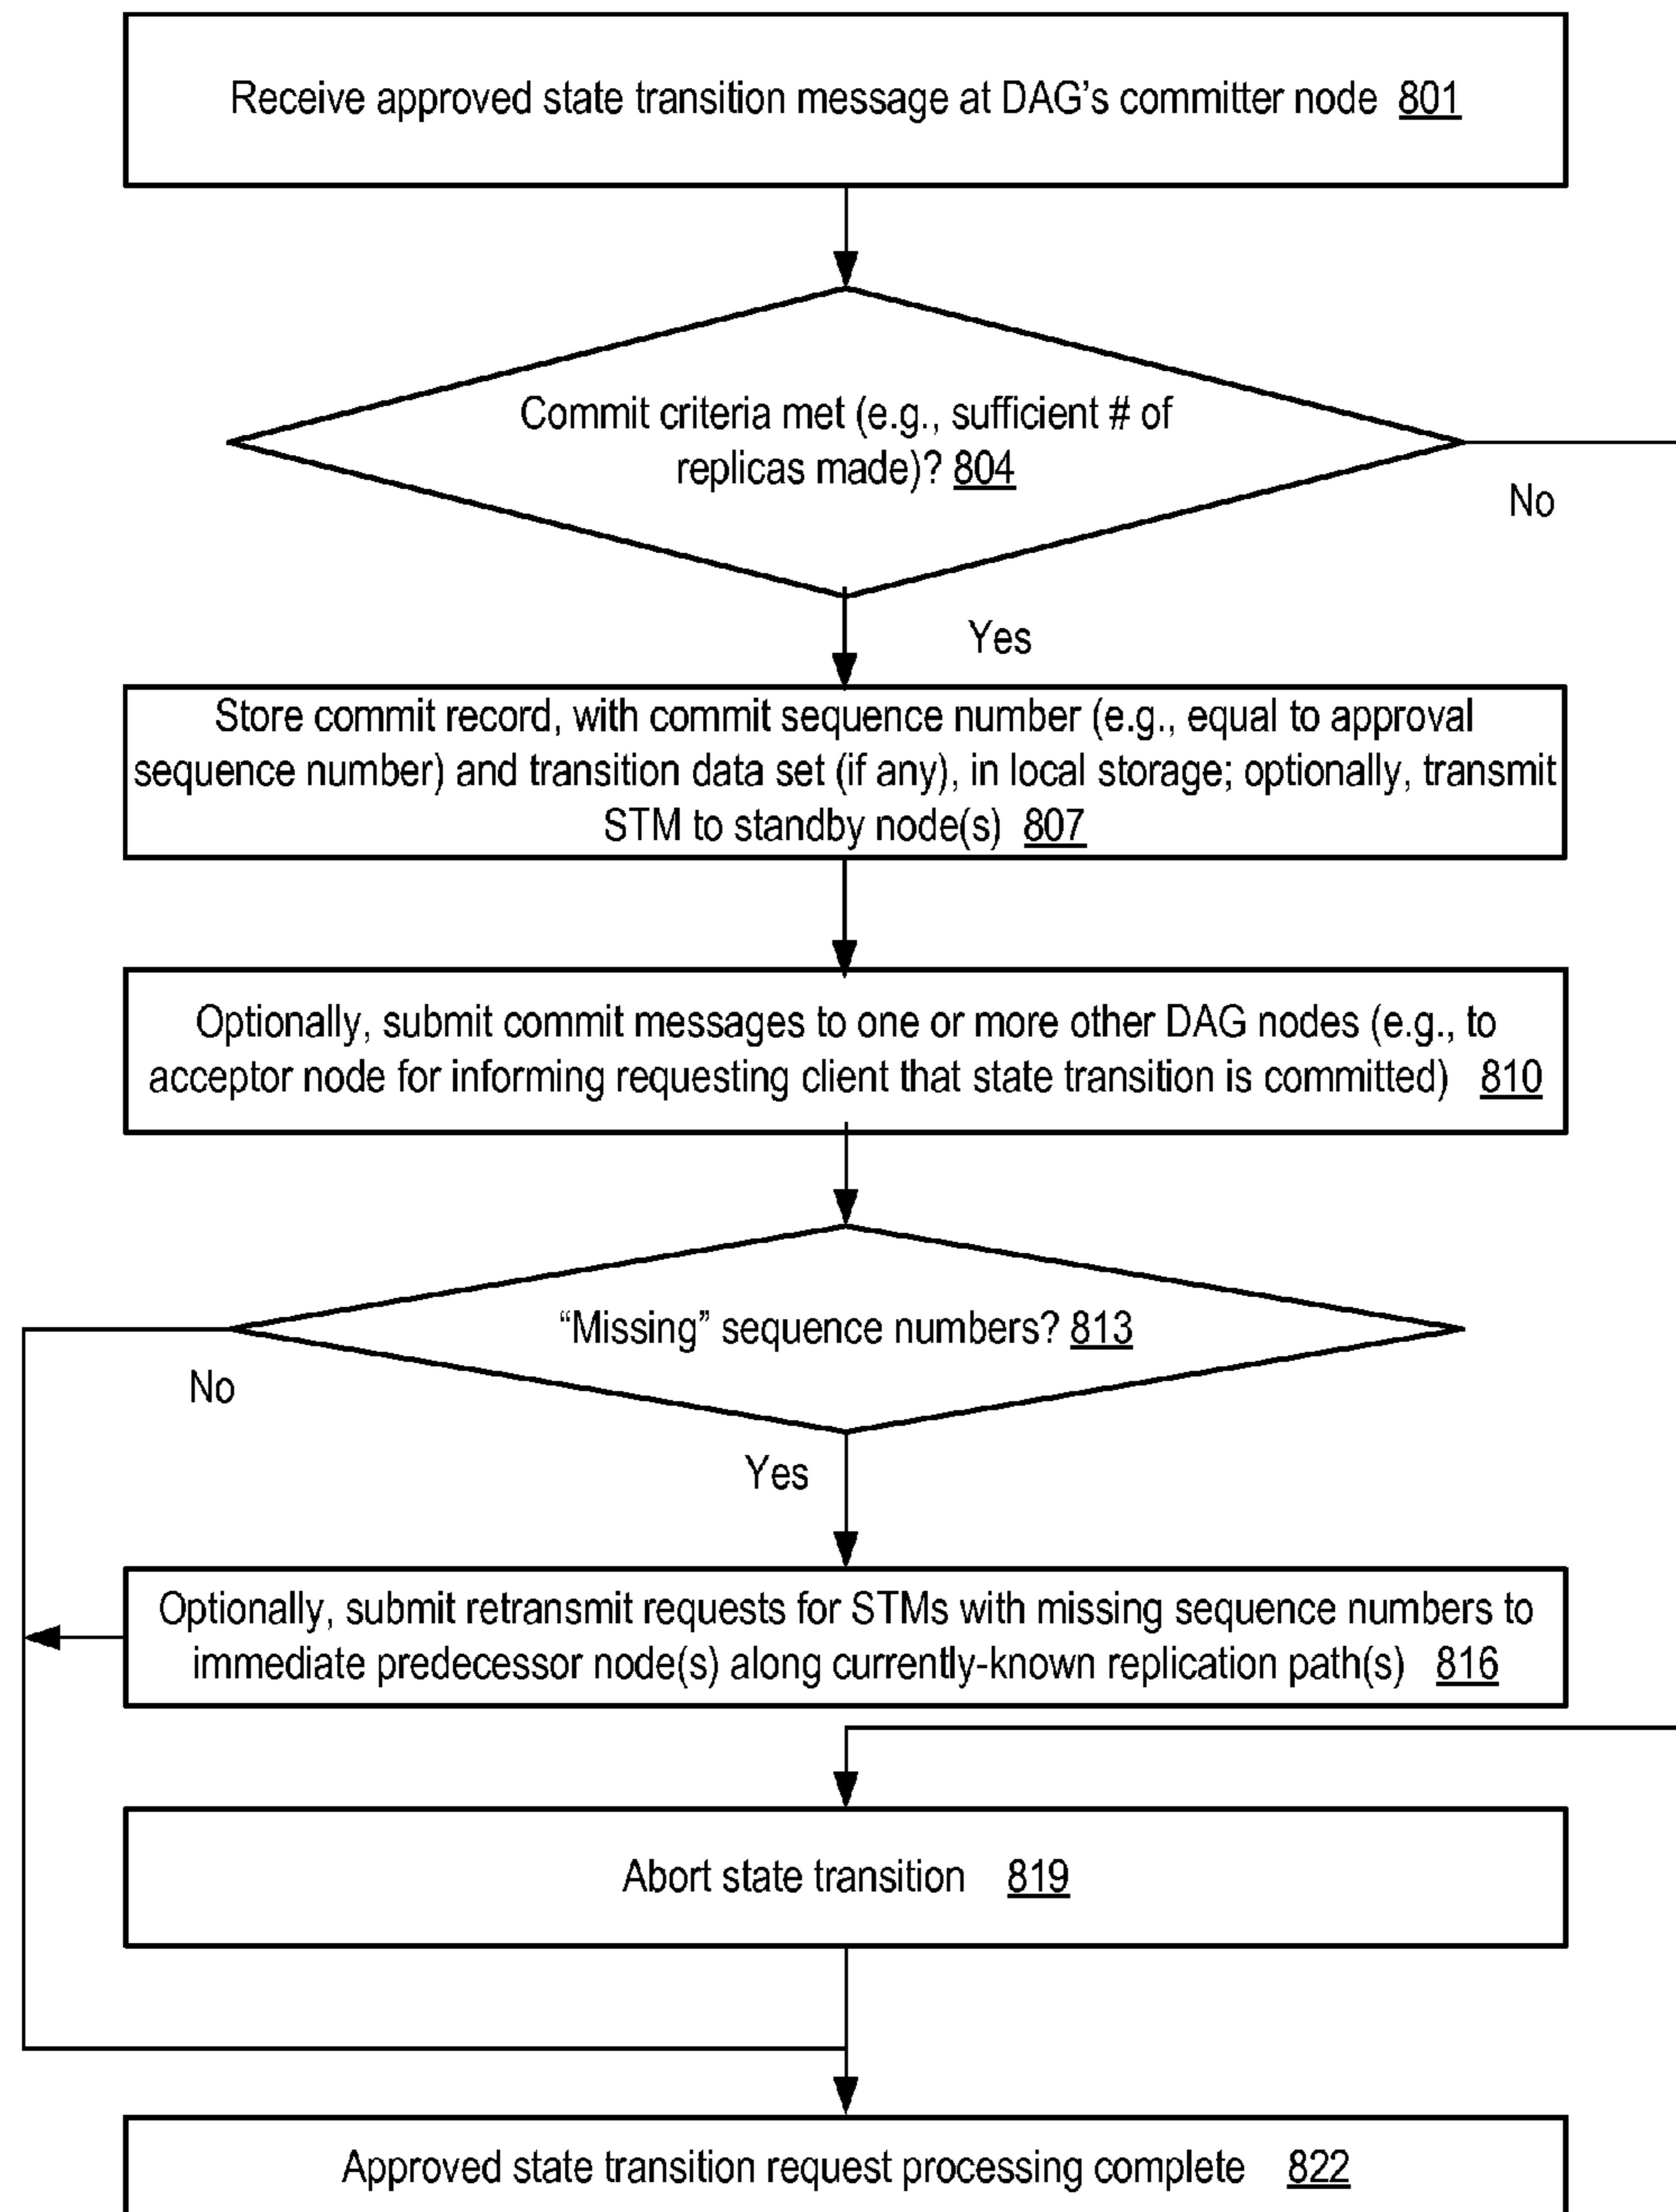 Receive approved state transition message at DAG's committer node 801
Commit criteria met (e.g., sufficient # of
replicas made)? 804
No
Yes
Store commit record, with commit sequence number (e.g., equal to approval
sequence number) and transition data set (if any), in local storage; optionally, transmit
STM to standby node(s) 807
Optionally, submit commit messages to one or more other DAG nodes (e.g., to
acceptor node for informing requesting client that state transition is committed) 810
“Missing” sequence numbers? 813
No
Yes
Optionally, submit retransmit requests for STMs with missing sequence numbers to
immediate predecessor node(s) along currently-known replication path(s) 816
Abort state transition 819
Approved state transition request processing complete 822